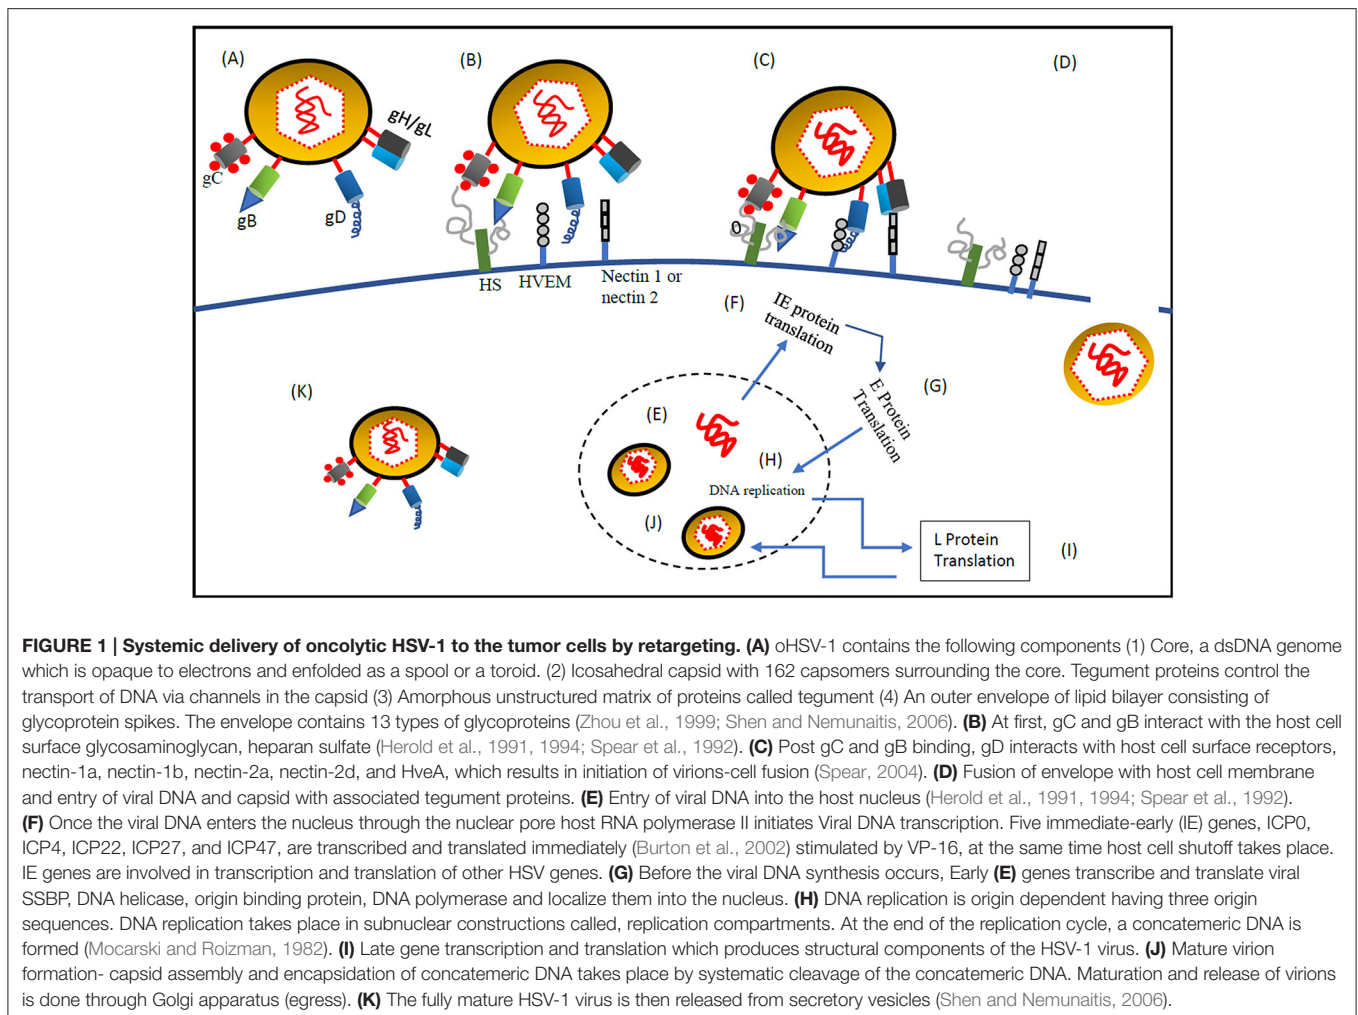 (A)
(B)
(C)
(D)
gH/gL
gC
gB
gD
HS
HVEM
Nectin 1 or
nectin 2
(F)
IE protein
translation
(G)
E Protein
Translation
(K)
(E)
(H)
DNA replication
(J)
L Protein
Translation
(I)
FIGURE 1 | Systemic delivery of oncolytic HSV-1 to the tumor cells by retargeting. (A) oHSV-1 contains the following components (1) Core, a dsDNA genome
which is opaque to electrons and enfolded as a spool or a toroid. (2) Icosahedral capsid with 162 capsomers surrounding the core. Tegument proteins control the
transport of DNA via channels in the capsid (3) Amorphous unstructured matrix of proteins called tegument (4) An outer envelope of lipid bilayer consisting of
glycoprotein spikes. The envelope contains 13 types of glycoproteins (Zhou et al., 1999; Shen and Nemunaitis, 2006). (B) At first, gC and gB interact with the host cell
surface glycosaminoglycan, heparan sulfate (Herold et al., 1991, 1994; Spear et al., 1992). (C) Post gC and gB binding, gD interacts with host cell surface receptors,
nectin-1a, nectin-1b, nectin-2a, nectin-2d, and HveA, which results in initiation of virions-cell fusion (Spear, 2004). (D) Fusion of envelope with host cell membrane
and entry of viral DNA and capsid with associated tegument proteins. (E) Entry of viral DNA into the host nucleus (Herold et al., 1991, 1994; Spear et al., 1992).
(F) Once the viral DNA enters the nucleus through the nuclear pore host RNA polymerase II initiates Viral DNA transcription. Five immediate-early (IE) genes, ICP0,
ICP4, ICP22, ICP27, and ICP47, are transcribed and translated immediately (Burton et al., 2002) stimulated by VP-16, at the same time host cell shutoff takes place.
IE genes are involved in transcription and translation of other HSV genes. (G) Before the viral DNA synthesis occurs, Early (E) genes transcribe and translate viral
SSBP, DNA helicase, origin binding protein, DNA polymerase and localize them into the nucleus. (H) DNA replication is origin dependent having three origin
sequences. DNA replication takes place in subnuclear constructions called, replication compartments. At the end of the replication cycle, a concatemeric DNA is
formed (Mocarski and Roizman, 1982). (I) Late gene transcription and translation which produces structural components of the HSV-1 virus. (J) Mature virion
formation- capsid assembly and encapsidation of concatemeric DNA takes place by systematic cleavage of the concatemeric DNA. Maturation and release of virions
is done through Golgi apparatus (egress). (K) The fully mature HSV-1 virus is then released from secretory vesicles (Shen and Nemunaitis, 2006).